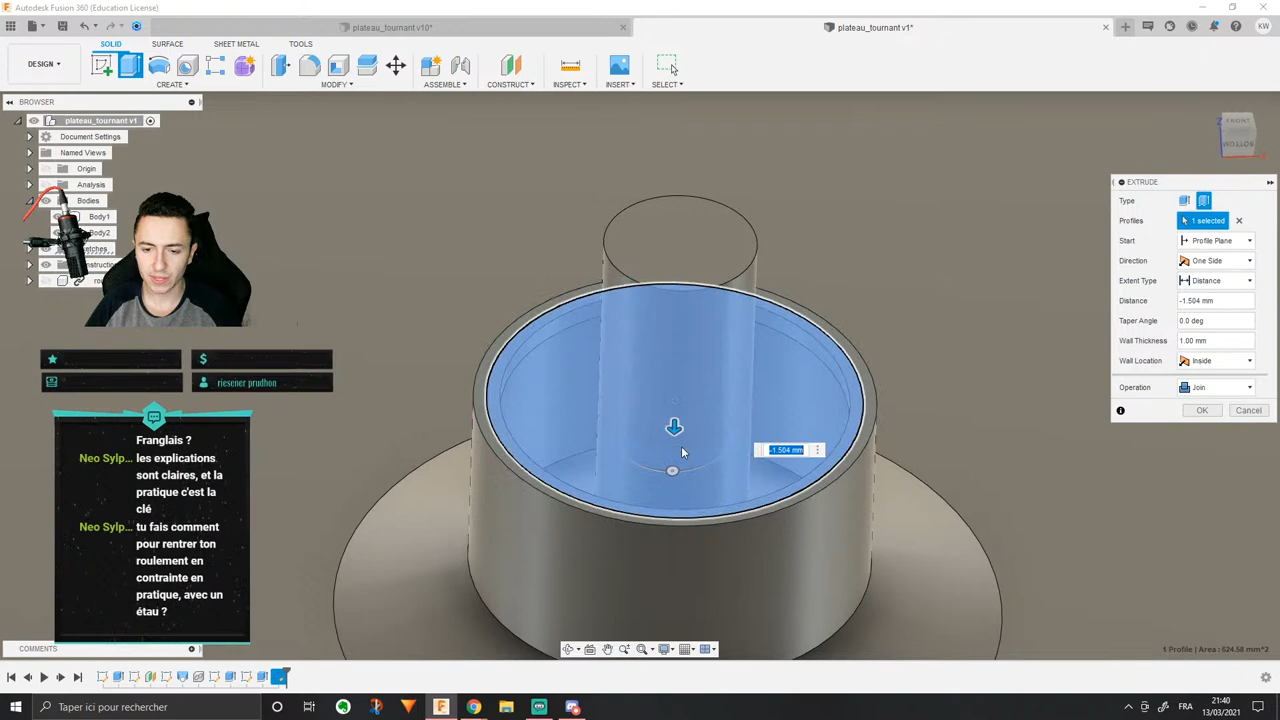 Autodesk Fusion 360 (Education License)
plateau_tournant v10*
plateau_tournant v1*
KW
SOLID
SURFACE
SHEET METAL
TOOLS
DESIGN
CREATE
MODIFY
ASSEMBLE
CONSTRUCT
INSPECT
INSERT
SELECT
BROWSER
plateau_tournant v1
Document Settings
Named Views
Origin
Analysis
Bodies
Body1
Body2
FRONT
BOTTOM
Z
X
EXTRUDE
Type
Profiles
1 selected
Start
Profile Plane
Direction
One Side
Extent Type
Distance
Distance
-1.504 mm
Taper Angle
0.0 deg
Wall Thickness
1.00 mm
Wall Location
Inside
Operation
Join
OK
Cancel
-1.504 mm
riesener prudhon
Franglais ?
Neo Sylp... les explications
sont claires, et la
pratique c'est la
clé
Neo Sylp... tu fais comment
pour rentrer ton
roulement en
contrainte en
pratique, avec un
étau ?
COMMENTS
1 Profile | Area : 624.58 mm^2
Taper ici pour rechercher
FRA
21:40
13/03/2021